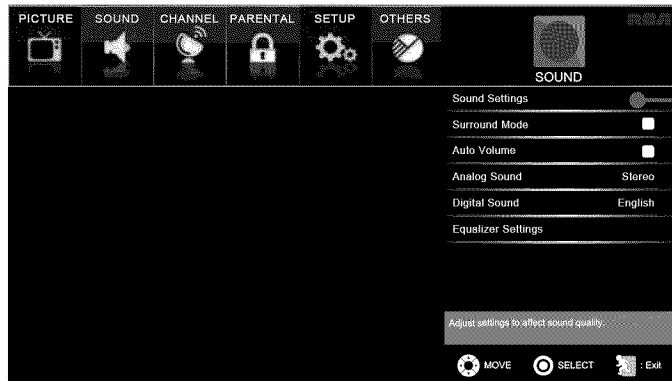 PICTURE SOUND CHANNEL PARENTAL SETUP OTHERS
RCA
SOUND
Sound Settings
Surround Mode
Auto Volume
Analog Sound Stereo
Digital Sound English
Equalizer Settings
Adjust settings to affect sound quality.
MOVE SELECT : Exit